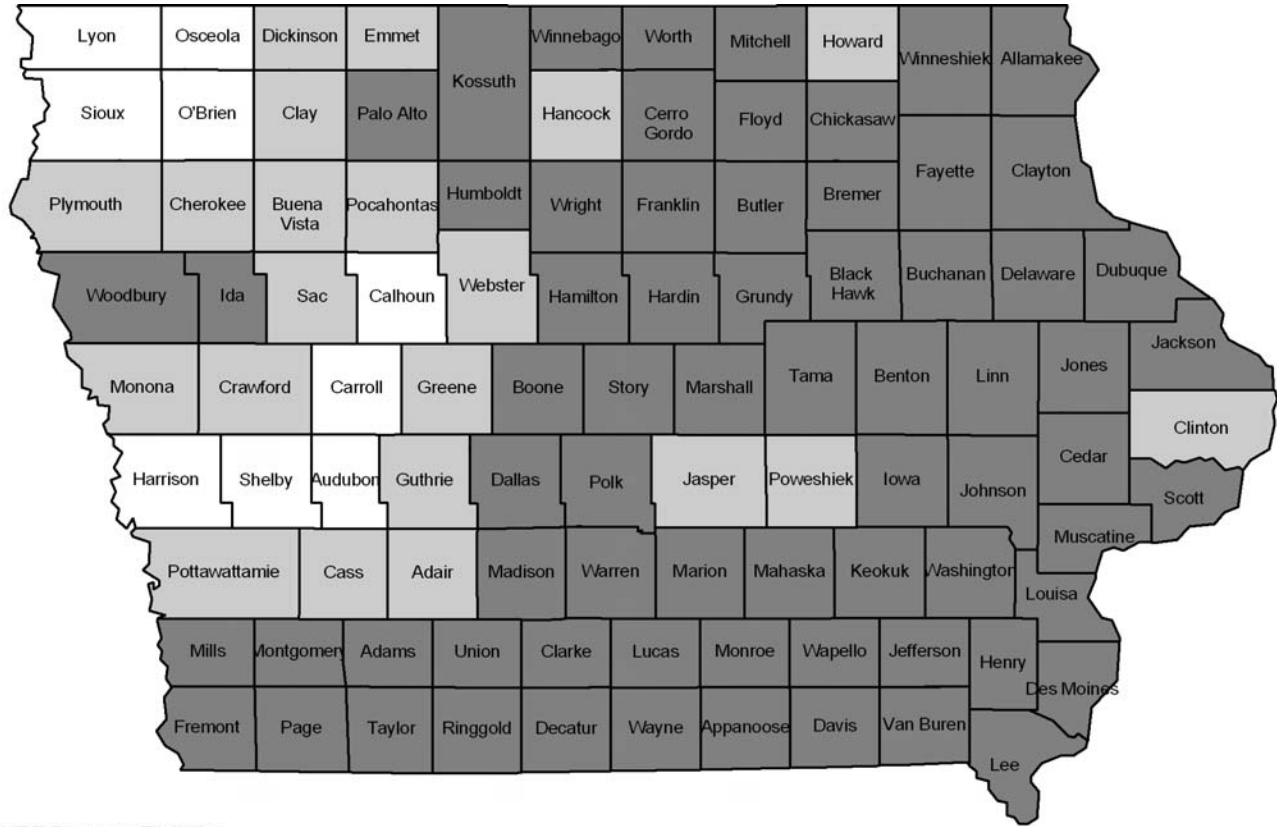 Lyon
Osceola
Dickinson
Emmet
Winnebago
Worth
Mitchell
Howard
Winneshiek
Allamakee
Kossuth
Sioux
O'Brien
Clay
Palo Alto
Hancock
Cerro
Gordo
Floyd
Chickasaw
Fayette
Clayton
Plymouth
Cherokee
Buena
Vista
Pocahontas
Humboldt
Wright
Franklin
Butler
Bremer
Woodbury
Ida
Sac
Calhoun
Webster
Hamilton
Hardin
Grundy
Black
Hawk
Buchanan
Delaware
Dubuque
Jackson
Monona
Crawford
Carroll
Greene
Boone
Story
Marshall
Tama
Benton
Linn
Jones
Clinton
Harrison
Shelby
Audubon
Guthrie
Dallas
Polk
Jasper
Poweshiek
Iowa
Johnson
Cedar
Scott
Muscatine
Pottawattamie
Cass
Adair
Madison
Warren
Marion
Mahaska
Keokuk
Washington
Louisa
Mills
Montgomery
Adams
Union
Clarke
Lucas
Monroe
Wapello
Jefferson
Henry
Des Moines
Fremont
Page
Taylor
Ringgold
Decatur
Wayne
Appanoose
Davis
Van Buren
Lee